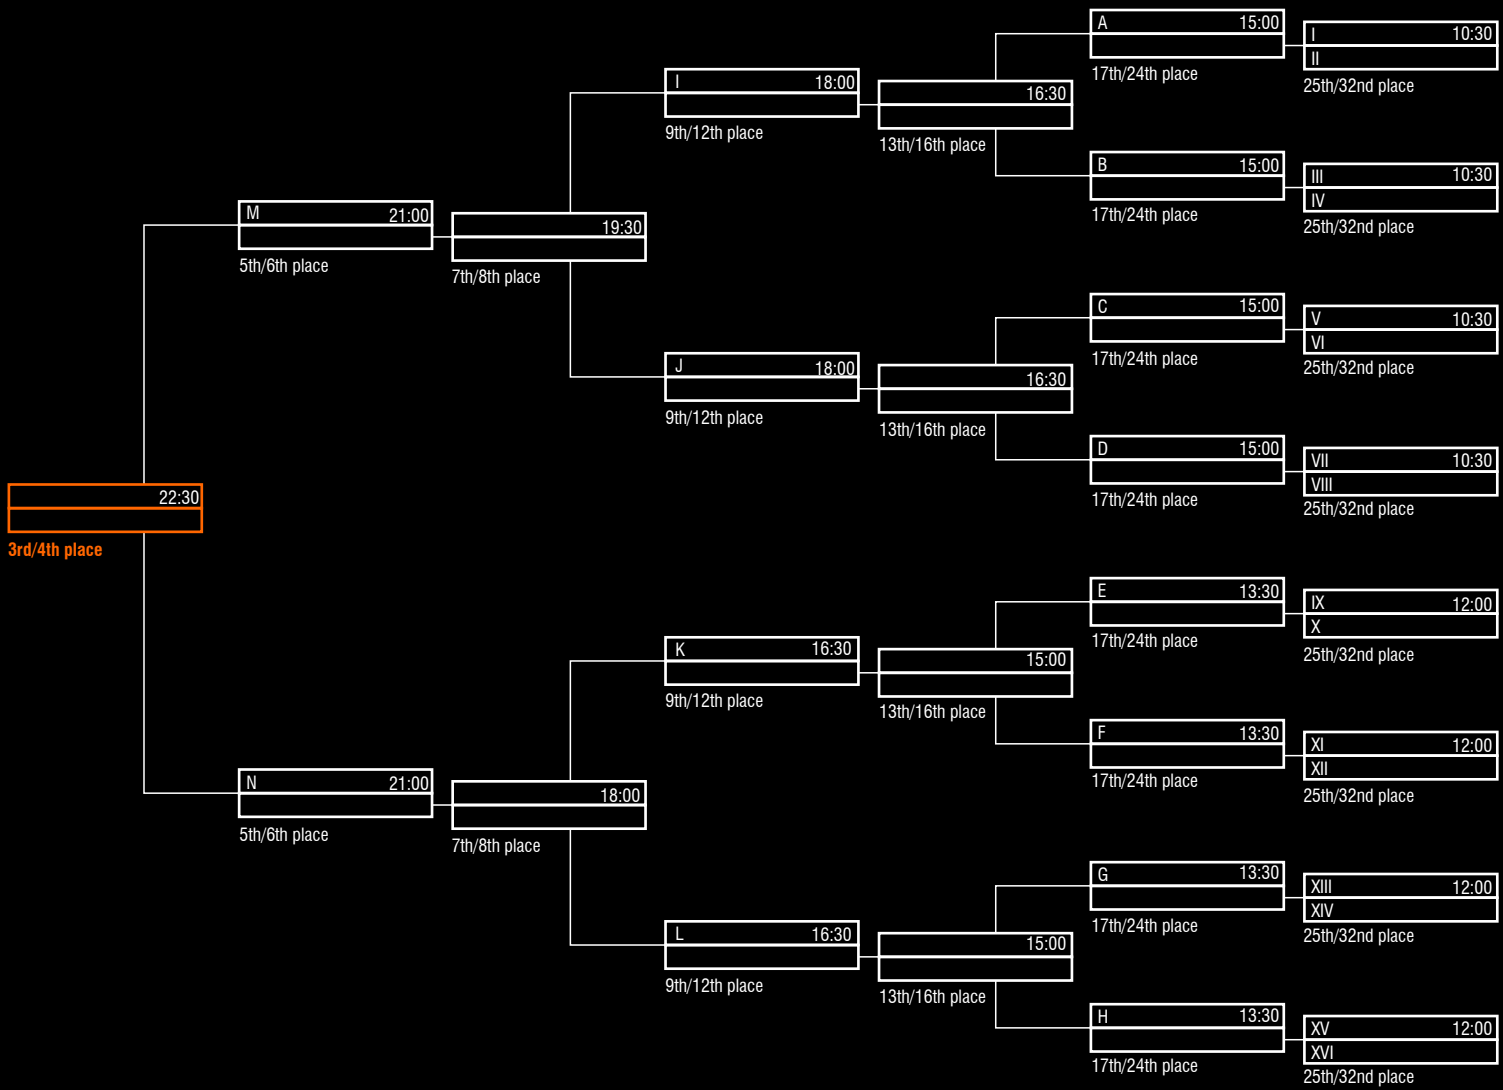 A 15:00
17th/24th place
I 10:30
II
25th/32nd place
I 18:00
9th/12th place
16:30
13th/16th place
B 15:00
17th/24th place
III 10:30
IV
25th/32nd place
M 21:00
5th/6th place
19:30
7th/8th place
C 15:00
17th/24th place
V 10:30
VI
25th/32nd place
J 18:00
9th/12th place
16:30
13th/16th place
D 15:00
17th/24th place
VII 10:30
VIII
25th/32nd place
22:30
3rd/4th place
E 13:30
17th/24th place
IX 12:00
X
25th/32nd place
K 16:30
9th/12th place
15:00
13th/16th place
F 13:30
17th/24th place
XI 12:00
XII
25th/32nd place
N 21:00
5th/6th place
18:00
7th/8th place
G 13:30
17th/24th place
XIII 12:00
XIV
25th/32nd place
L 16:30
9th/12th place
15:00
13th/16th place
H 13:30
17th/24th place
XV 12:00
XVI
25th/32nd place